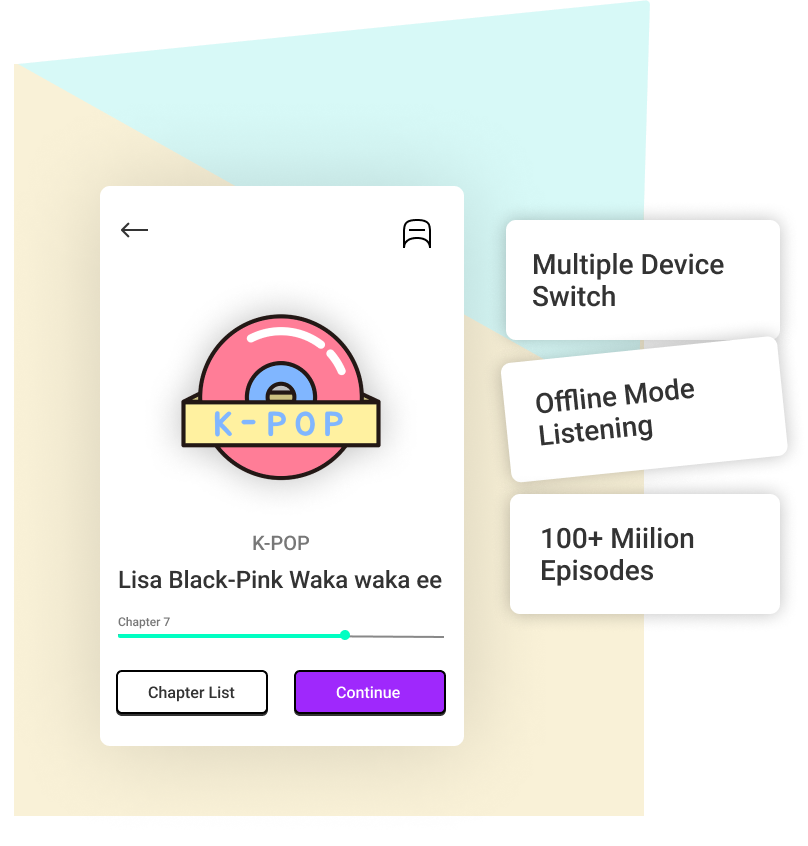 Multiple Device
Switch
Offline Mode
Listening
K-POP
K-POP
Lisa Black-Pink Waka waka ee
100+ Miilion
Episodes
Chapter 7
Chapter List
Continue